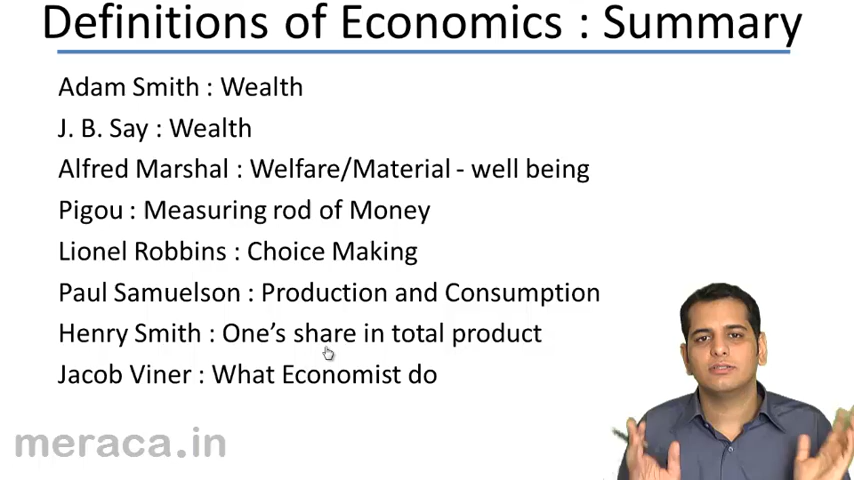 Definitions of Economics : Summary
Adam Smith : Wealth
J. B. Say : Wealth
Alfred Marshal : Welfare/Material - well being
Pigou : Measuring rod of Money
Lionel Robbins : Choice Making
Paul Samuelson : Production and Consumption
Henry Smith : One’s share in total product
Jacob Viner : What Economist do
meraca.in